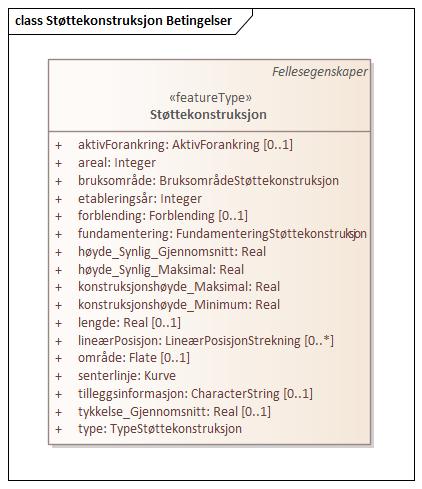 class Støttekonstruksjon Betingelser
Fellesegenskaper
«featureType»
Støttekonstruksjon
+ aktivForankring: AktivForankring [0..1]
+ areal: Integer
+ bruksområde: BruksområdeStøttekonstruksjon
+ etableringsår: Integer
+ forblending: Forblending [0..1]
+ fundamentering: FundamenteringStøttekonstruksjon
+ høyde_Synlig_Gjennomsnitt: Real
+ høyde_Synlig_Maksimal: Real
+ konstruksjonshøyde_Maksimal: Real
+ konstruksjonshøyde_Minimum: Real
+ lengde: Real [0..1]
+ lineærPosisjon: LineærPosisjonStrekning [0..*]
+ område: Flate [0..1]
+ senterlinje: Kurve
+ tilleggsinformasjon: CharacterString [0..1]
+ tykkelse_Gjennomsnitt: Real [0..1]
+ type: TypeStøttekonstruksjon